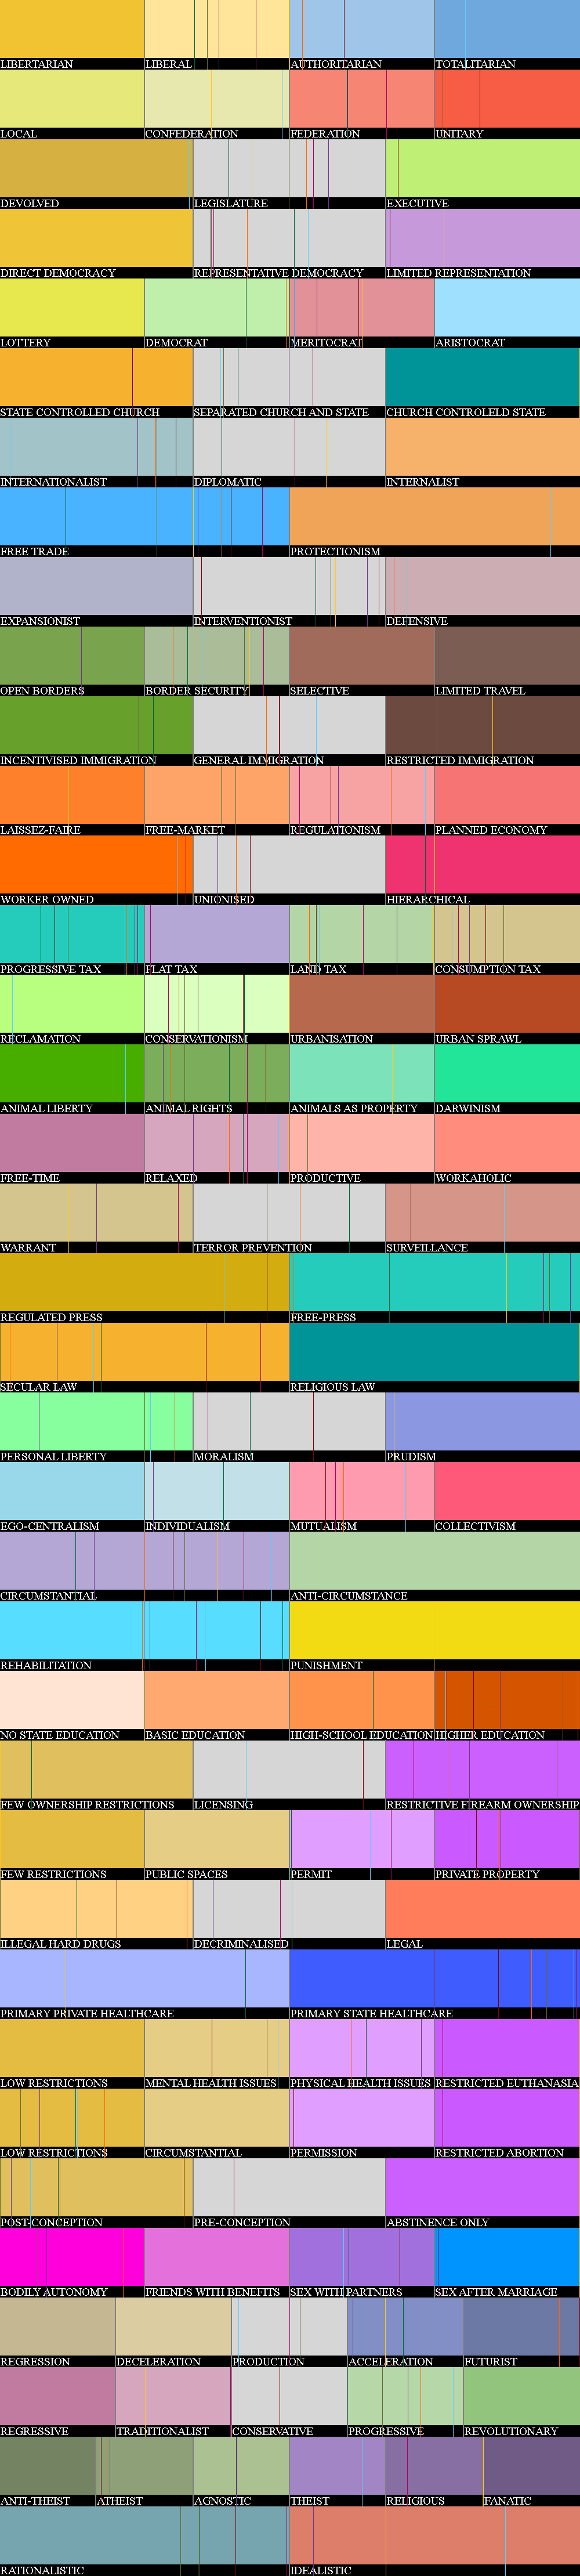 LIBERTARIAN LIBERAL AUTHORITARIAN TOTALITARIAN
LOCAL CONFEDERATION FEDERATION UNITARY
DEVOLVED LEGISLATURE EXECUTIVE
DIRECT DEMOCRACY REPRESENTATIVE DEMOCRACY LIMITED REPRESENTATION
LOTTERY DEMOCRAT MERITOCRAT ARISTOCRAT
STATE CONTROLLED CHURCH SEPARATED CHURCH AND STATE CHURCH CONTROLELD STATE
INTERNATIONALIST DIPLOMATIC INTERNALIST
FREE TRADE PROTECTIONISM
EXPANSIONIST INTERVENTIONIST DEFENSIVE
OPEN BORDERS BORDER SECURITY SELECTIVE LIMITED TRAVEL
INCENTIVISED IMMIGRATION GENERAL IMMIGRATION RESTRICTED IMMIGRATION
LAISSEZ-FAIRE FREE-MARKET REGULATIONISM PLANNED ECONOMY
WORKER OWNED UNIONISED HIERARCHICAL
PROGRESSIVE TAX FLAT TAX LAND TAX CONSUMPTION TAX
RECLAMATION CONSERVATIONISM URBANISATION URBAN SPRAWL
ANIMAL LIBERTY ANIMAL RIGHTS ANIMALS AS PROPERTY DARWINISM
FREE-TIME RELAXED PRODUCTIVE WORKAHOLIC
WARRANT TERROR PREVENTION SURVEILLANCE
REGULATED PRESS FREE-PRESS
SECULAR LAW RELIGIOUS LAW
PERSONAL LIBERTY MORALISM PRUDISM
EGO-CENTRALISM INDIVIDUALISM MUTUALISM COLLECTIVISM
CIRCUMSTANTIAL ANTI-CIRCUMSTANCE
REHABILITATION PUNISHMENT
NO STATE EDUCATION BASIC EDUCATION HIGH-SCHOOL EDUCATION HIGHER EDUCATION
FEW OWNERSHIP RESTRICTIONS LICENSING RESTRICTIVE FIREARM OWNERSHIP
FEW RESTRICTIONS PUBLIC SPACES PERMIT PRIVATE PROPERTY
ILLEGAL HARD DRUGS DECRIMINALISED LEGAL
PRIMARY PRIVATE HEALTHCARE PRIMARY STATE HEALTHCARE
LOW RESTRICTIONS MENTAL HEALTH ISSUES PHYSICAL HEALTH ISSUES RESTRICTED EUTHANASIA
LOW RESTRICTIONS CIRCUMSTANTIAL PERMISSION RESTRICTED ABORTION
POST-CONCEPTION PRE-CONCEPTION ABSTINENCE ONLY
BODILY AUTONOMY FRIENDS WITH BENEFITS SEX WITH PARTNERS SEX AFTER MARRIAGE
REGRESSION DECELERATION PRODUCTION ACCELERATION FUTURIST
REGRESSIVE TRADITIONALIST CONSERVATIVE PROGRESSIVE REVOLUTIONARY
ANTI-THEIST ATHEIST AGNOSTIC THEIST RELIGIOUS FANATIC
RATIONALISTIC IDEALISTIC